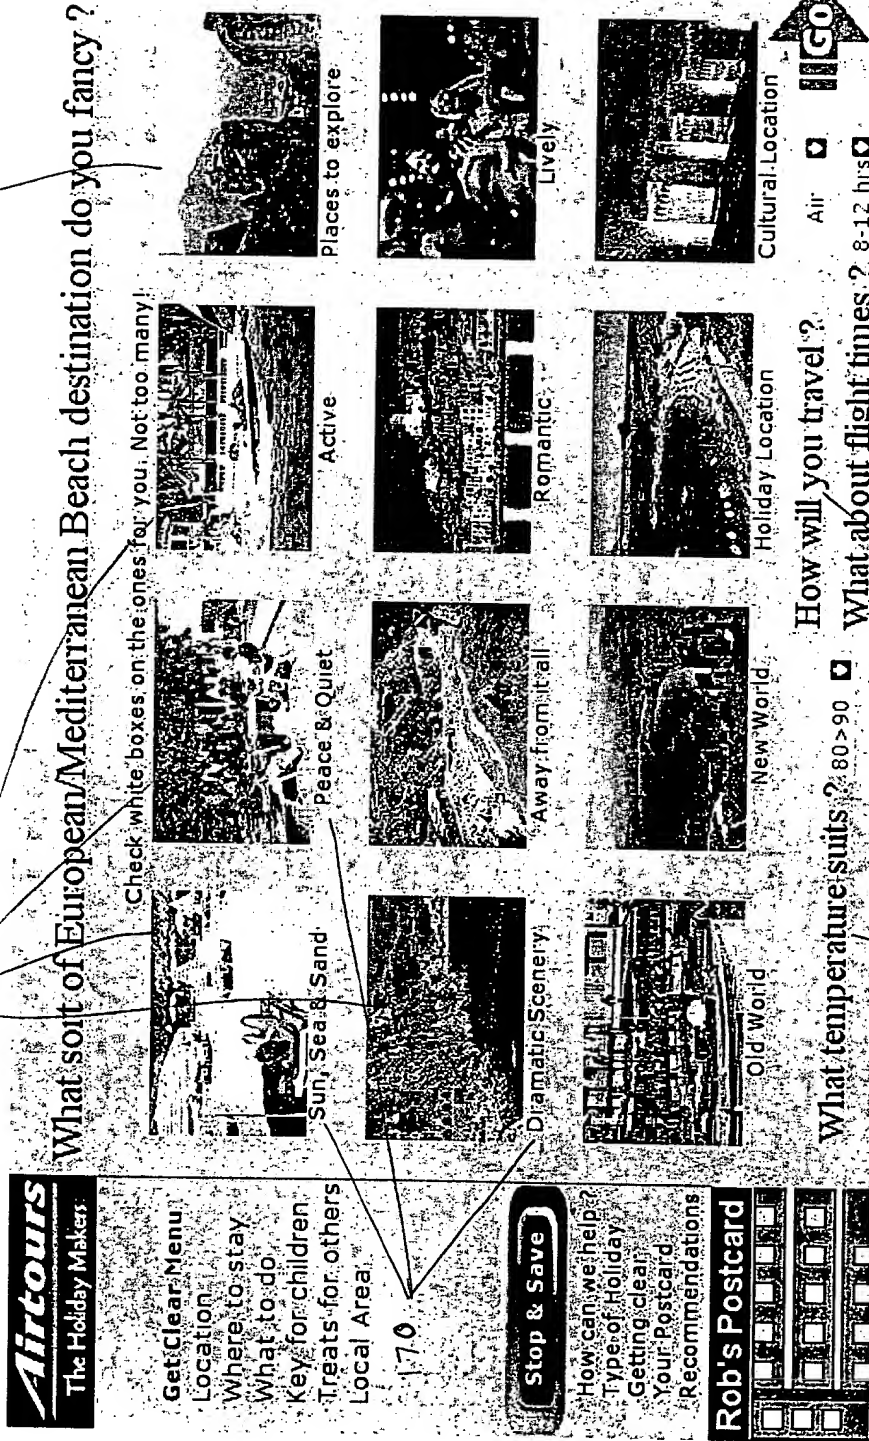 Airtours
The Holiday Makers
Get Clear Menu
Location
Where to stay
What to do
Key for children
Treats for others
Local Area
170
Stop & Save
How can we help?
Type of Holiday
Getting clear
Your Postcard
Recommendations
Rob's Postcard
What sort of European/Mediterranean Beach destination do you fancy ?
Check white boxes on the ones for you. Not too many!
Sun, Sea & Sand
Peace & Quiet
Active
Places to explore
Dramatic Scenery
Away from it all
Romantic
Lively
Old World
New World
Holiday Location
Cultural Location
What temperature suits ? 80>90
How will you travel ? Air
What about flight times ? 8-12 hrs
GO